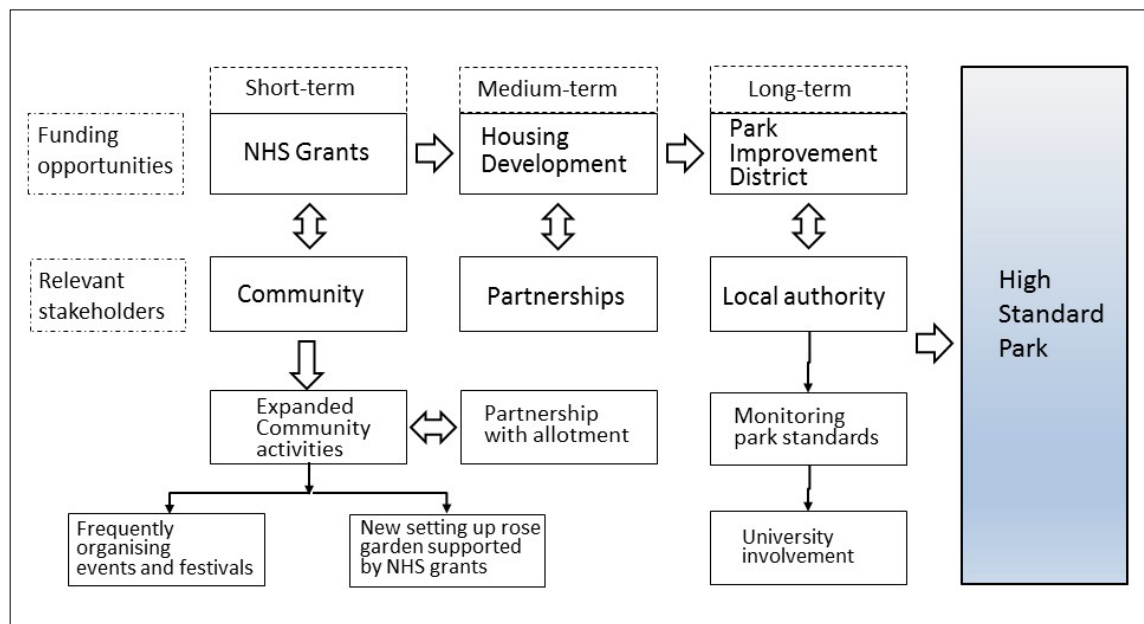 Short-term
Medium-term
Long-term
Funding
opportunities
NHS Grants
Housing
Development
Park
Improvement
District
Relevant
stakeholders
Community
Partnerships
Local authority
High
Standard
Park
Expanded
Community
activities
Partnership
with allotment
Monitoring
park standards
Frequently
organising
events and festivals
New setting up rose
garden supported
by NHS grants
University
involvement